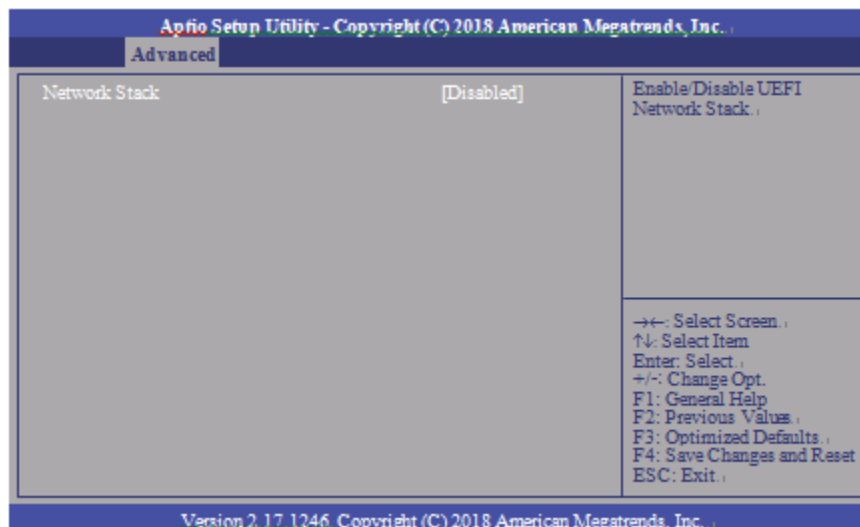 Aptio Setup Utility - Copyright (C) 2018 American Megatrends, Inc.
Advanced
Network Stack [Disabled]
Enable/Disable UEFI
Network Stack.
→←: Select Screen.
↑↓: Select Item
Enter: Select.
+/-: Change Opt.
F1: General Help
F2: Previous Values.
F3: Optimized Defaults.
F4: Save Changes and Reset
ESC: Exit.
Version 2.17.1246. Copyright (C) 2018 American Megatrends, Inc.